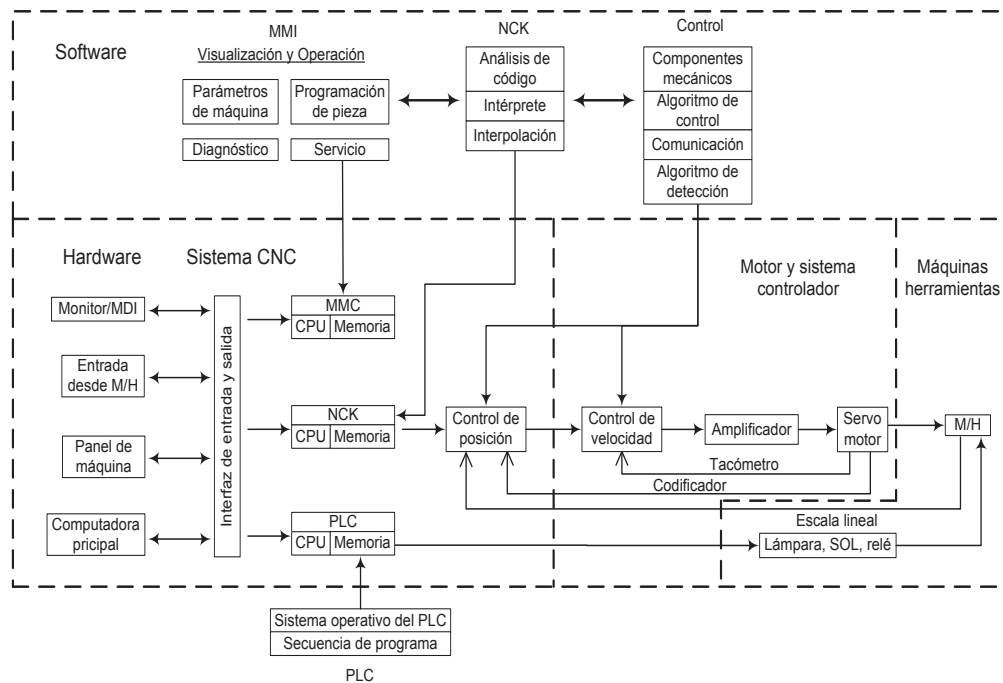 Software
MMI
Visualización y Operación
Parámetros
de máquina
Programación
de pieza
Diagnóstico
Servicio
NCK
Análisis de
código
Intérprete
Interpolación
Control
Componentes
mecánicos
Algoritmo de
control
Comunicación
Algoritmo de
detección
Hardware
Sistema CNC
Motor y sistema
controlador
Máquinas
herramientas
Monitor/MDI
Entrada
desde M/H
Panel de
máquina
Computadora
pricipal
Interfaz de entrada y salida
MMC
CPU Memoria
NCK
CPU Memoria
PLC
CPU Memoria
Control de
posición
Control de
velocidad
Amplificador
Servo
motor
M/H
Tacómetro
Codificador
Escala lineal
Lámpara, SOL, relé
Sistema operativo del PLC
Secuencia de programa
PLC